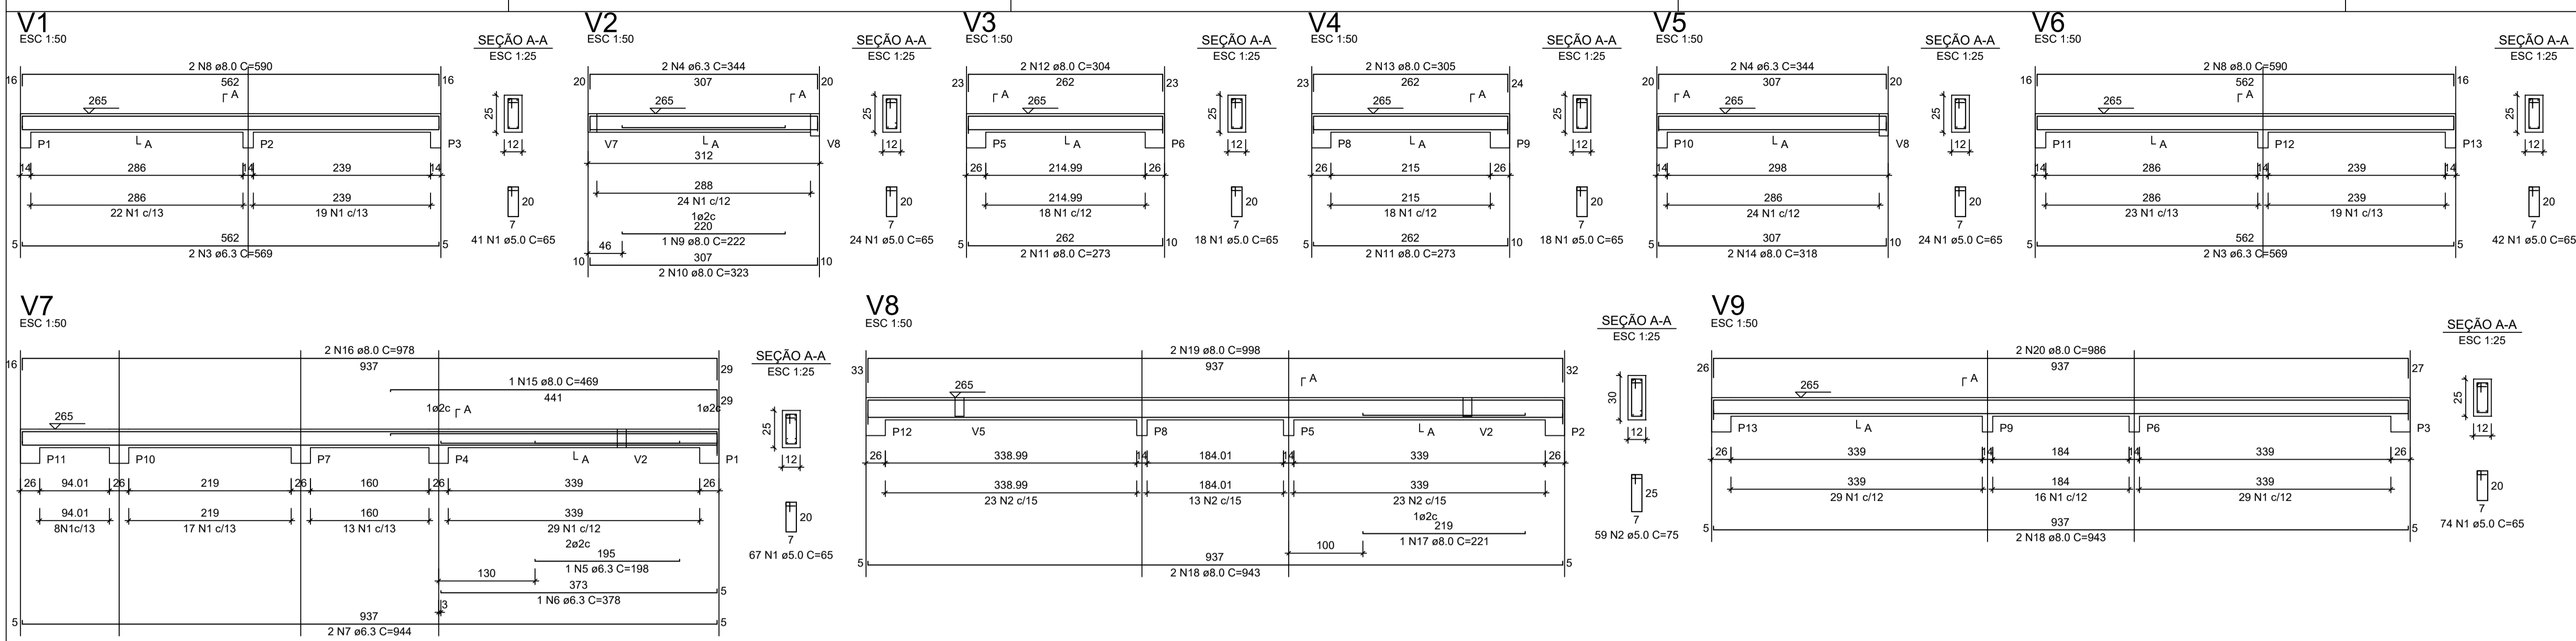 V1
ESC 1:50
SEÇÃO A-A
ESC 1:25
2 N8 ø8.0 C=590
16
562
16
A
265
25
P1
A
P2
P3
12
14
286
14
239
14
286
239
20
22 N1 c/13
19 N1 c/13
7
41 N1 ø5.0 C=65
5
562
5
2 N3 ø6.3 C=569
V2
ESC 1:50
SEÇÃO A-A
ESC 1:25
2 N4 ø6.3 C=344
20
307
20
265
A
25
V7
A
V8
12
312
288
24 N1 c/12
20
7
24 N1 ø5.0 C=65
1ø2c
220
46
1 N9 ø8.0 C=222
10
307
10
2 N10 ø8.0 C=323
V3
ESC 1:50
SEÇÃO A-A
ESC 1:25
2 N12 ø8.0 C=304
23
262
23
A
265
25
P5
A
P6
12
26
214.99
26
214.99
18 N1 c/12
20
7
18 N1 ø5.0 C=65
5
262
10
2 N11 ø8.0 C=273
V4
ESC 1:50
SEÇÃO A-A
ESC 1:25
2 N13 ø8.0 C=305
23
262
24
265
A
25
P8
A
P9
12
26
215
26
215
18 N1 c/12
20
7
18 N1 ø5.0 C=65
5
262
10
2 N11 ø8.0 C=273
V5
ESC 1:50
SEÇÃO A-A
ESC 1:25
2 N4 ø6.3 C=344
20
307
20
A
265
25
P10
A
V8
12
14
298
286
24 N1 c/12
20
7
24 N1 ø5.0 C=65
5
307
10
2 N14 ø8.0 C=318
V6
ESC 1:50
SEÇÃO A-A
ESC 1:25
2 N8 ø8.0 C=590
16
562
16
265
A
25
P11
A
P12
P13
12
14
286
14
239
14
286
239
23 N1 c/13
19 N1 c/13
20
7
42 N1 ø5.0 C=65
5
562
5
2 N3 ø6.3 C=569
V7
ESC 1:50
SEÇÃO A-A
ESC 1:25
2 N16 ø8.0 C=978
16
937
29
1 N15 ø8.0 C=469
441
29
1ø2c
A
1ø2c
265
25
P11
P10
P7
P4
A
V2
P1
12
26
94.01
26
219
26
160
26
339
26
94.01
219
160
339
8N1c/13
17 N1 c/13
13 N1 c/13
29 N1 c/12
20
7
67 N1 ø5.0 C=65
2ø2c
195
130
1 N5 ø6.3 C=198
373
5
1 N6 ø6.3 C=378
3
5
937
5
2 N7 ø6.3 C=944
V8
ESC 1:50
SEÇÃO A-A
ESC 1:25
2 N19 ø8.0 C=998
33
937
32
A
265
30
P12
V5
P8
P5
A
V2
P2
12
26
338.99
14
184.01
14
339
26
338.99
184.01
339
23 N2 c/15
13 N2 c/15
23 N2 c/15
25
7
59 N2 ø5.0 C=75
1ø2c
219
100
1 N17 ø8.0 C=221
5
937
5
2 N18 ø8.0 C=943
V9
ESC 1:50
SEÇÃO A-A
ESC 1:25
2 N20 ø8.0 C=986
26
937
27
265
A
25
P13
A
P9
P6
P3
12
26
339
14
184
14
339
26
339
184
339
29 N1 c/12
16 N1 c/12
29 N1 c/12
20
7
74 N1 ø5.0 C=65
5
937
5
2 N18 ø8.0 C=943